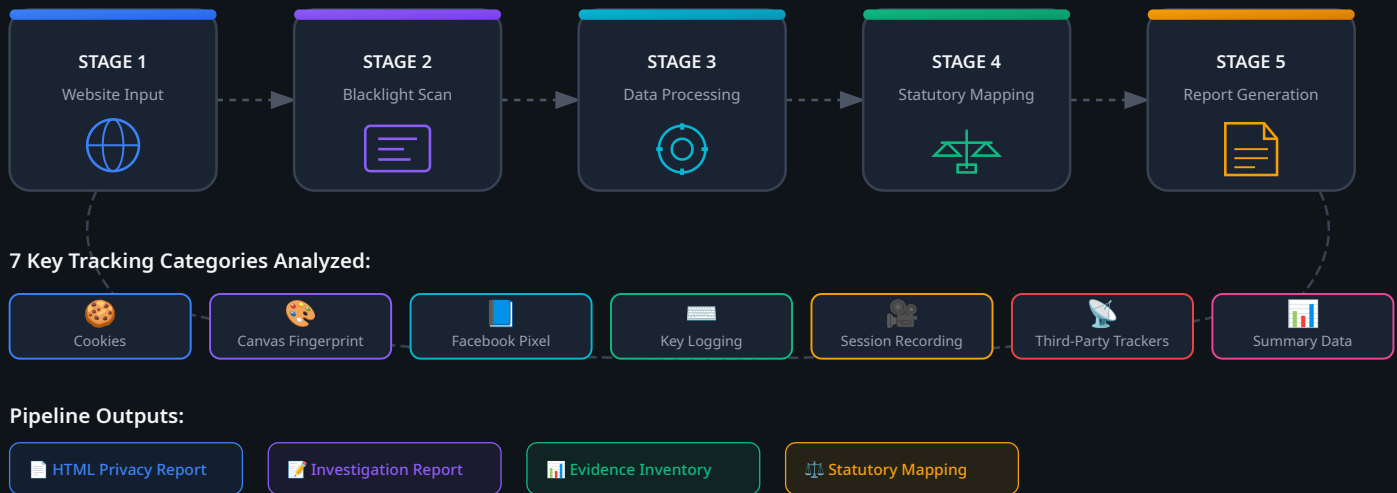 STAGE 1
Website Input
STAGE 2
Blacklight Scan
STAGE 3
Data Processing
STAGE 4
Statutory Mapping
STAGE 5
Report Generation
7 Key Tracking Categories Analyzed:
Cookies
Canvas Fingerprint
Facebook Pixel
Key Logging
Session Recording
Third-Party Trackers
Summary Data
Pipeline Outputs:
HTML Privacy Report
Investigation Report
Evidence Inventory
Statutory Mapping